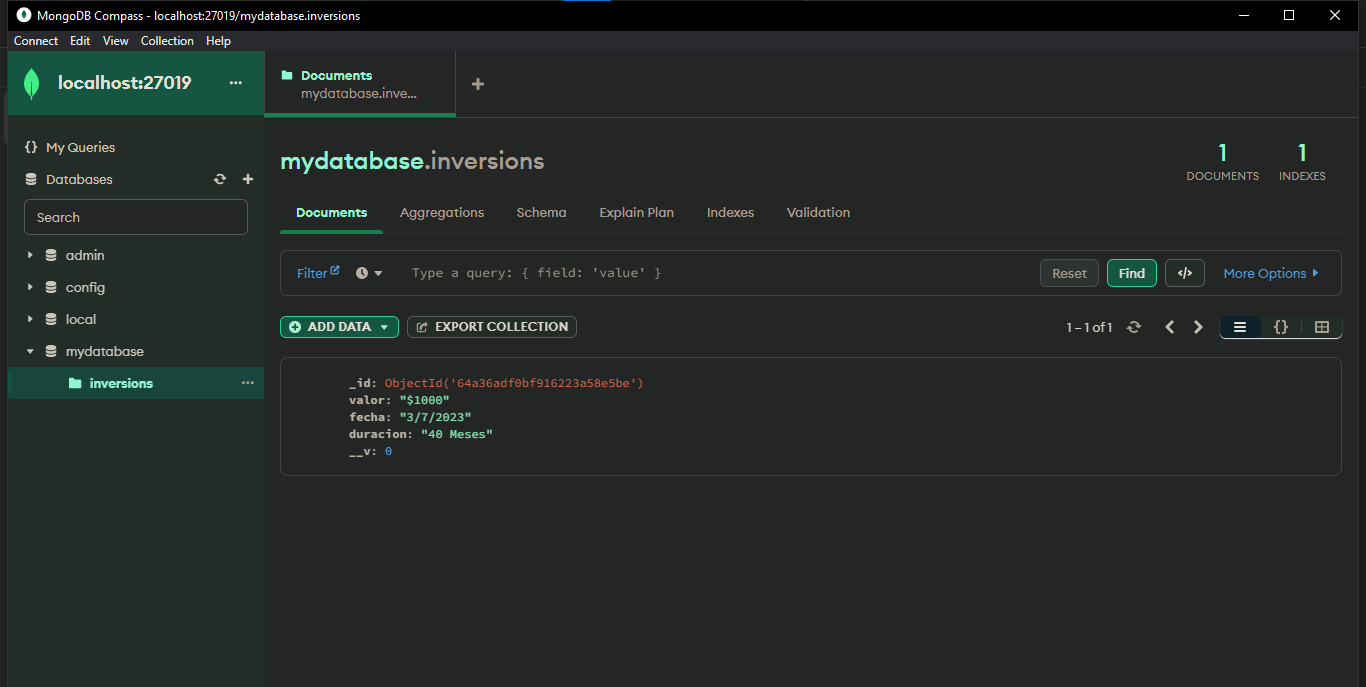 MongoDB Compass - localhost:27019/mydatabase.inversions
Connect Edit View Collection Help
localhost:27019 ...
Documents
mydatabase.inve...
{} My Queries
Databases
Search
admin
config
local
mydatabase
inversions ...
mydatabase.inversions
1
DOCUMENTS
1
INDEXES
Documents Aggregations Schema Explain Plan Indexes Validation
Filter Type a query: { field: 'value' } Reset Find </> More Options
ADD DATA EXPORT COLLECTION 1 – 1 of 1 {}
_id: ObjectId('64a36adf0bf916223a58e5be')
valor: "$1000"
fecha: "3/7/2023"
duracion: "40 Meses"
__v: 0